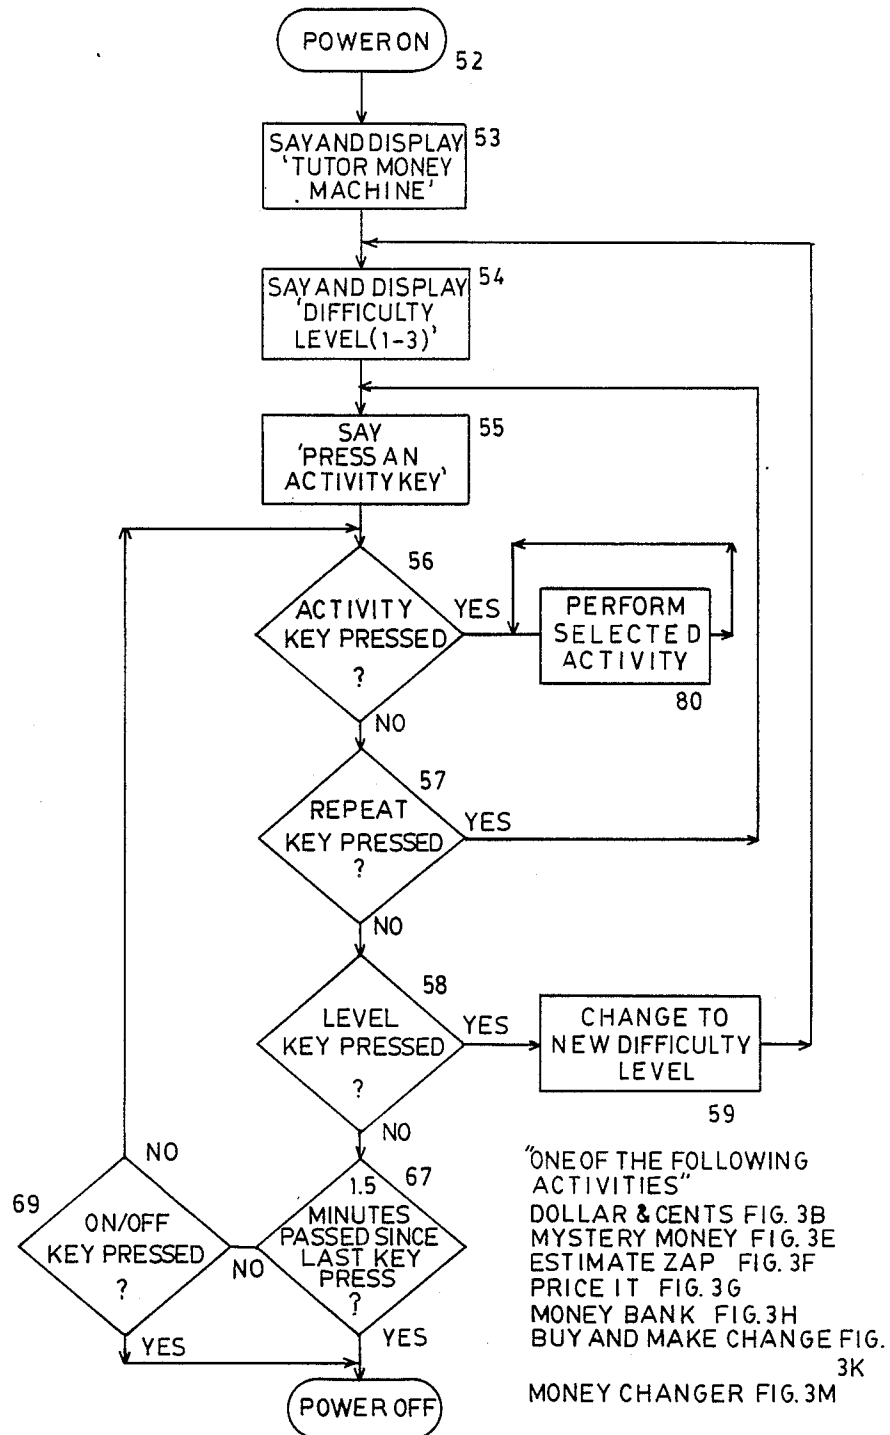 POWER ON
52
SAY AND DISPLAY
'TUTOR MONEY
MACHINE'
53
SAY AND DISPLAY
'DIFFICULTY
LEVEL(1-3)'
54
SAY
'PRESS AN
ACTIVITY KEY'
55
56
ACTIVITY
KEY PRESSED
?
YES
PERFORM
SELECTED
ACTIVITY
80
NO
57
REPEAT
KEY PRESSED
?
YES
NO
58
LEVEL
KEY PRESSED
?
YES
CHANGE TO
NEW DIFFICULTY
LEVEL
59
NO
67
1.5
MINUTES
PASSED SINCE
LAST KEY
PRESS
?
NO
YES
69
ON/OFF
KEY PRESSED
?
NO
YES
POWER OFF
"ONE OF THE FOLLOWING
ACTIVITIES"
DOLLAR & CENTS FIG. 3B
MYSTERY MONEY FIG. 3E
ESTIMATE ZAP FIG. 3F
PRICE IT FIG. 3G
MONEY BANK FIG. 3H
BUY AND MAKE CHANGE FIG.
3K
MONEY CHANGER FIG. 3M